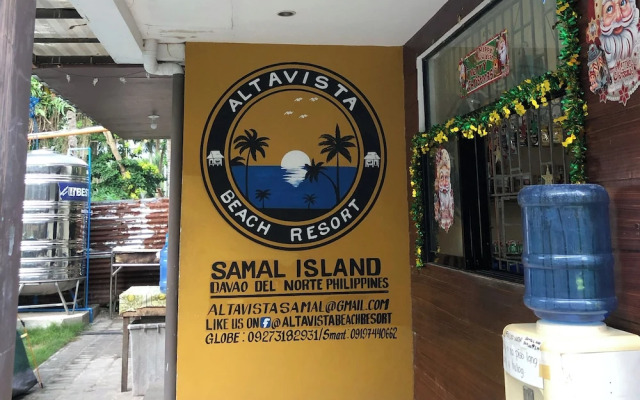 ALTAVISTA
BEACH RESORT
SAMAL ISLAND
DAVAO DEL NORTE PHILIPPINES
ALTAVISTASAMAL@GMAIL.COM
LIKE US ON f @ALTAVISTABEACHRESORT
GLOBE : 09273192931/Smart: 09197440662